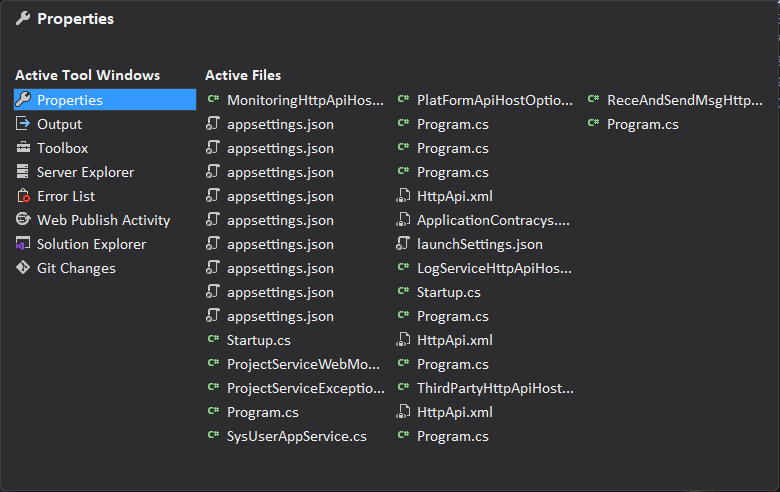 Properties
Active Tool Windows
Properties
Output
Toolbox
Server Explorer
Error List
Web Publish Activity
Solution Explorer
Git Changes
Active Files
MonitoringHttpApiHos...
appsettings.json
appsettings.json
appsettings.json
appsettings.json
appsettings.json
appsettings.json
appsettings.json
appsettings.json
appsettings.json
Startup.cs
ProjectServiceWebMo...
ProjectServiceExceptio...
Program.cs
SysUserAppService.cs
PlatFormApiHostOptio...
Program.cs
Program.cs
Program.cs
HttpApi.xml
ApplicationContracys....
launchSettings.json
LogServiceHttpApiHos...
Startup.cs
Program.cs
HttpApi.xml
Program.cs
ThirdPartyHttpApiHost...
HttpApi.xml
Program.cs
ReceAndSendMsgHttp...
Program.cs